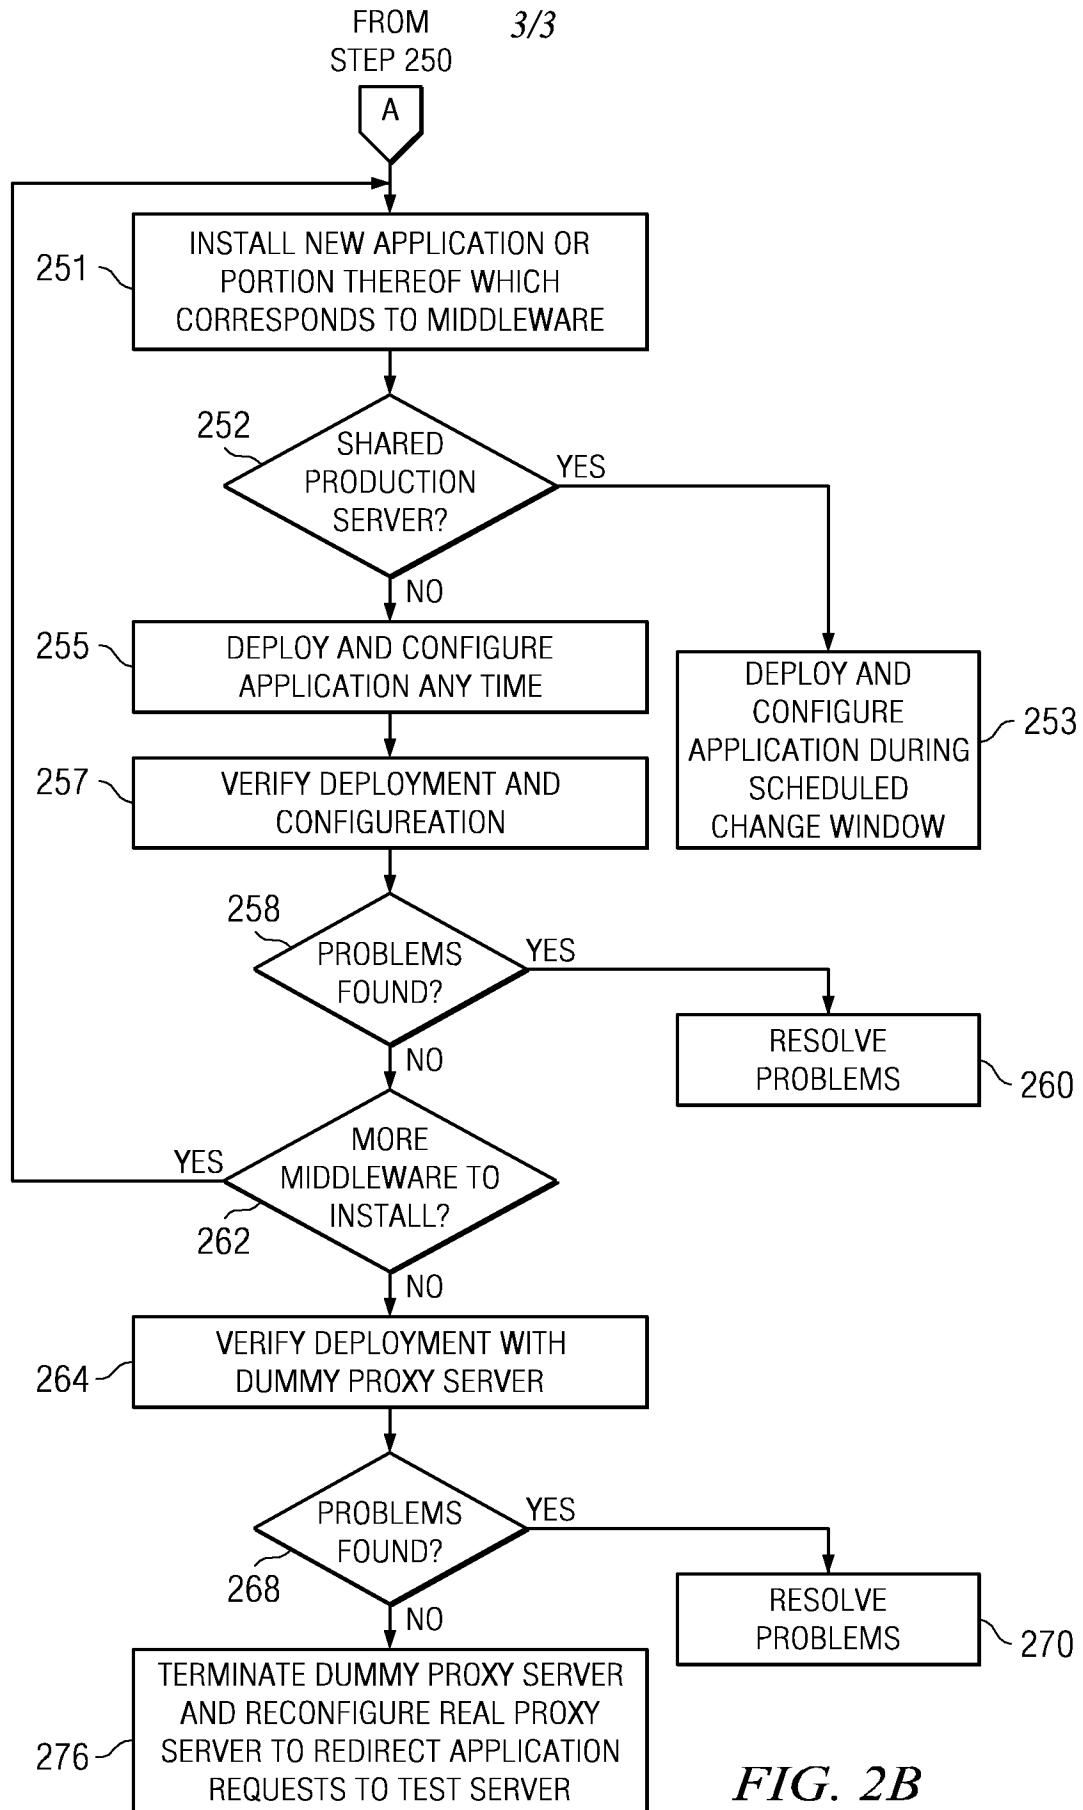 FROM
STEP 250
3/3
A
251
INSTALL NEW APPLICATION OR
PORTION THEREOF WHICH
CORRESPONDS TO MIDDLEWARE
252
SHARED
PRODUCTION
SERVER?
YES
NO
255
DEPLOY AND CONFIGURE
APPLICATION ANY TIME
DEPLOY AND
CONFIGURE
APPLICATION DURING
SCHEDULED
CHANGE WINDOW
253
257
VERIFY DEPLOYMENT AND
CONFIGUREATION
258
PROBLEMS
FOUND?
YES
NO
RESOLVE
PROBLEMS
260
YES
MORE
MIDDLEWARE TO
INSTALL?
262
NO
264
VERIFY DEPLOYMENT WITH
DUMMY PROXY SERVER
PROBLEMS
FOUND?
YES
268
NO
RESOLVE
PROBLEMS
270
276
TERMINATE DUMMY PROXY SERVER
AND RECONFIGURE REAL PROXY
SERVER TO REDIRECT APPLICATION
REQUESTS TO TEST SERVER
FIG. 2B